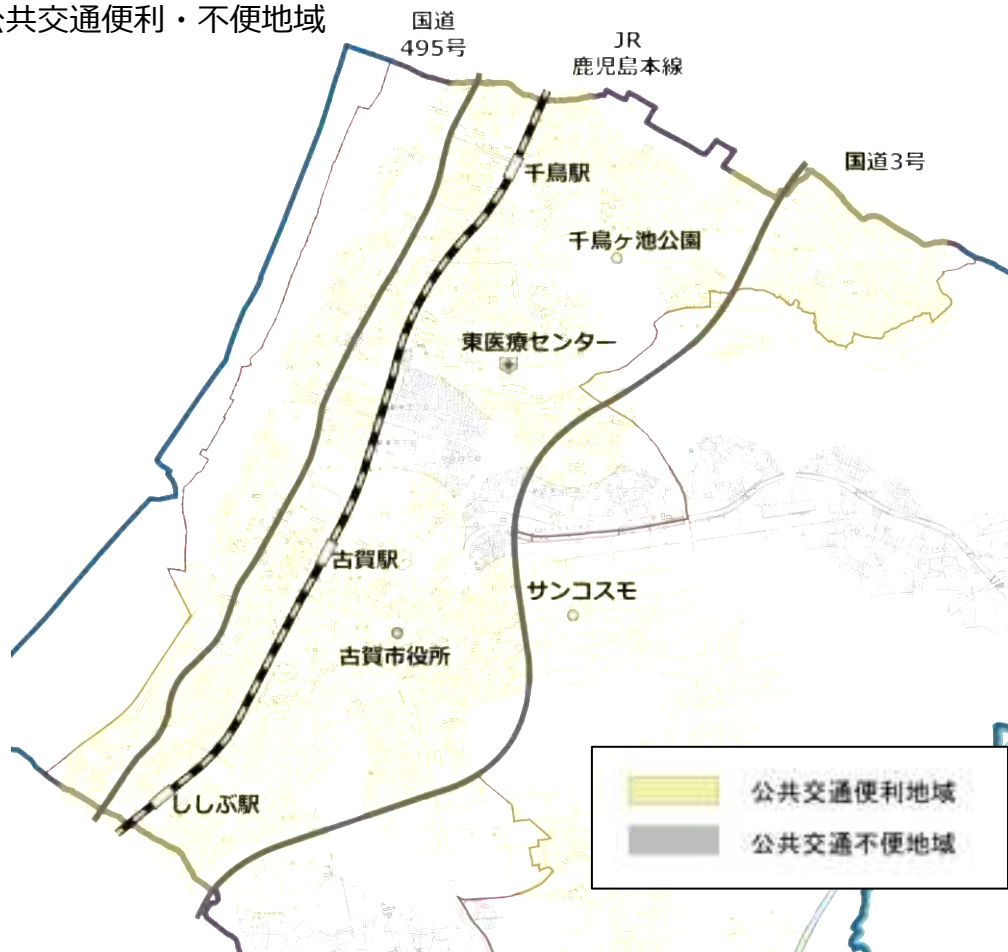 公共交通便利・不便地域
国道
495号
JR
鹿児島本線
国道3号
千鳥駅
千鳥ヶ池公園
東医療センター
古賀駅
サンコスモ
古賀市役所
ししぶ駅
公共交通便利地域
公共交通不便地域